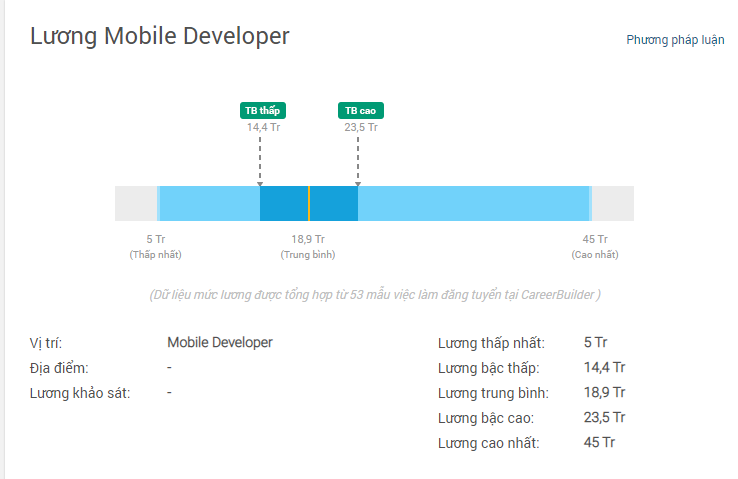 Lương Mobile Developer
Phương pháp luận
TB thấp TB cao
14,4 Tr 23,5 Tr
5 Tr 18,9 Tr 45 Tr
(Thấp nhất) (Trung bình) (Cao nhất)
(Dữ liệu mức lương được tổng hợp từ 53 mẫu việc làm đăng tuyển tại CareerBuilder )
Vị trí: Mobile Developer Lương thấp nhất: 5 Tr
Địa điểm: - Lương bậc thấp: 14,4 Tr
Lương khảo sát: - Lương trung bình: 18,9 Tr
Lương bậc cao: 23,5 Tr
Lương cao nhất: 45 Tr